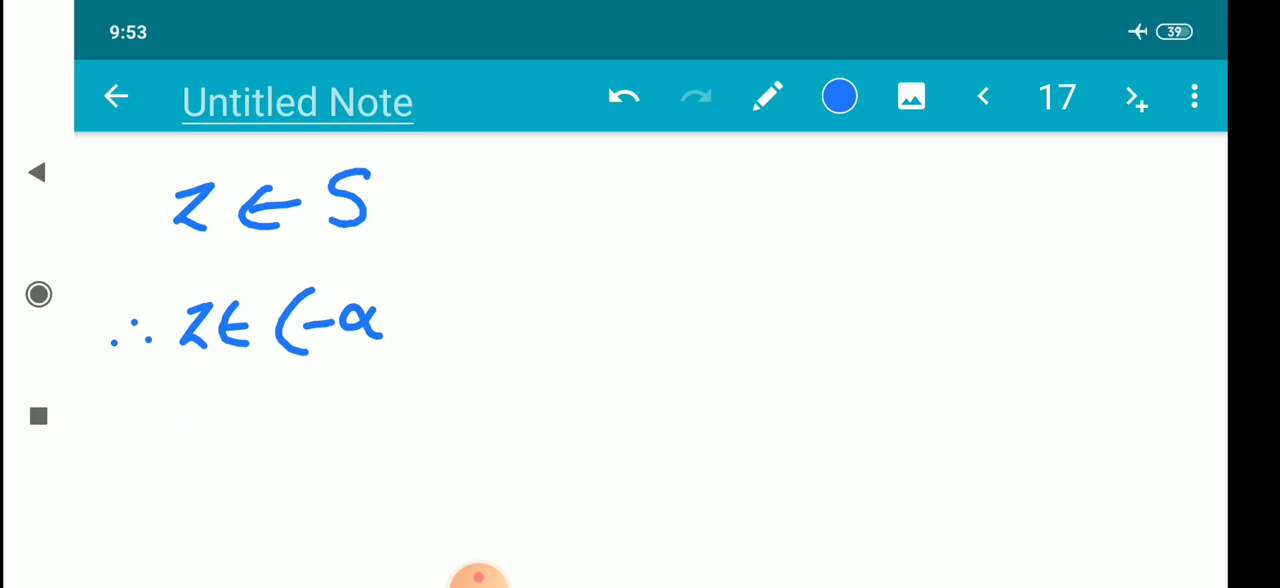 9:53
39
Untitled Note
17
z ∈ S
∴ z ∈ (-α